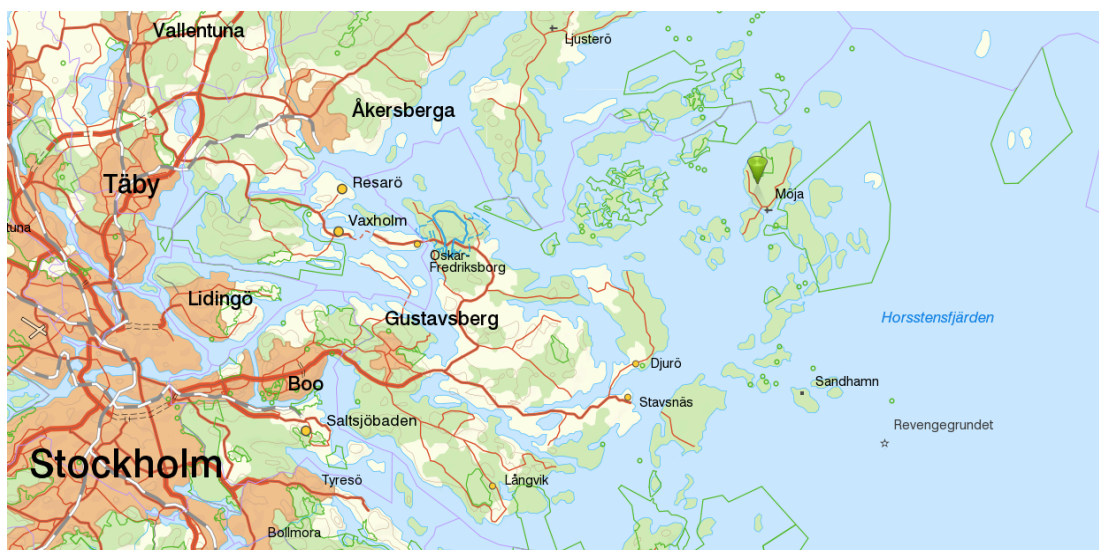 Vallentuna
Ljusterö
Åkersberga
Täby
Resarö
Möja
Vaxholm
tuna
Oskar-
Fredriksborg
Lidingö
Gustavsberg
Horsstensfjärden
Djurö
Boo
Sandhamn
Stavsnäs
Saltsjöbaden
Revengegrundet
Stockholm
Tyresö
Långvik
Bollmora